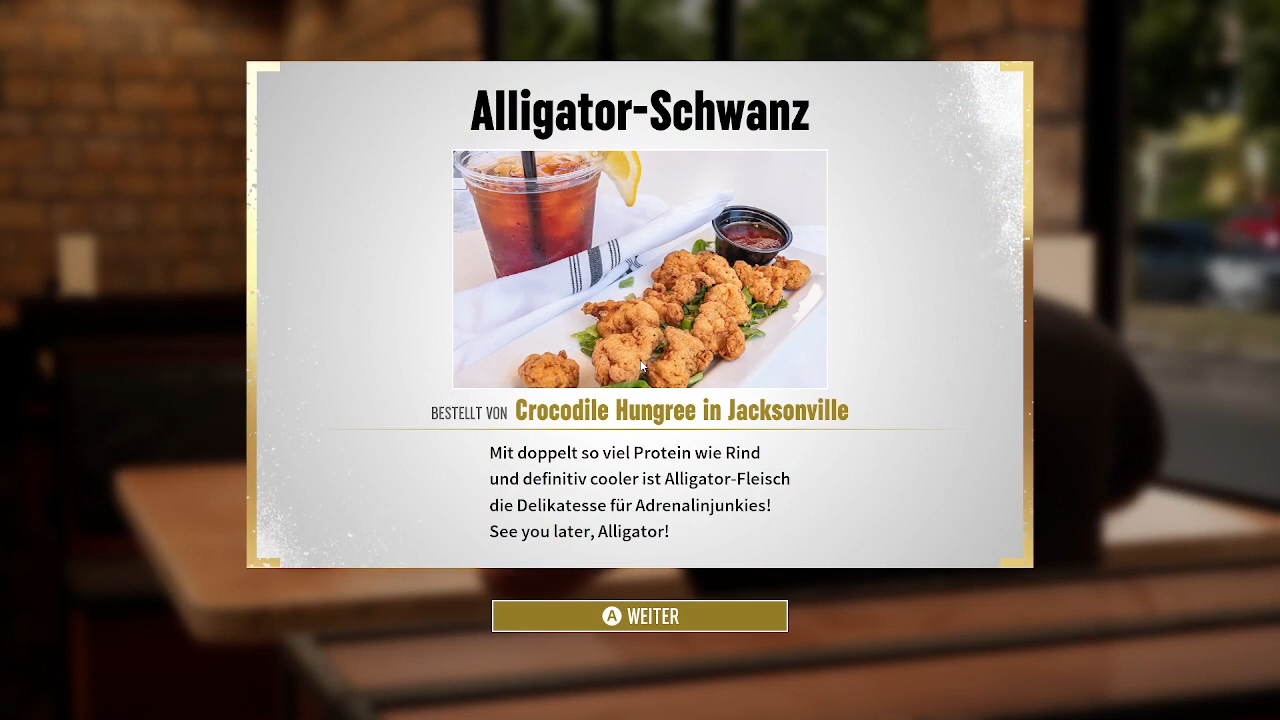 Alligator-Schwanz
BESTELLT VON Crocodile Hungree in Jacksonville
Mit doppelt so viel Protein wie Rind
und definitiv cooler ist Alligator-Fleisch
die Delikatesse für Adrenalinjunkies!
See you later, Alligator!
A WEITER